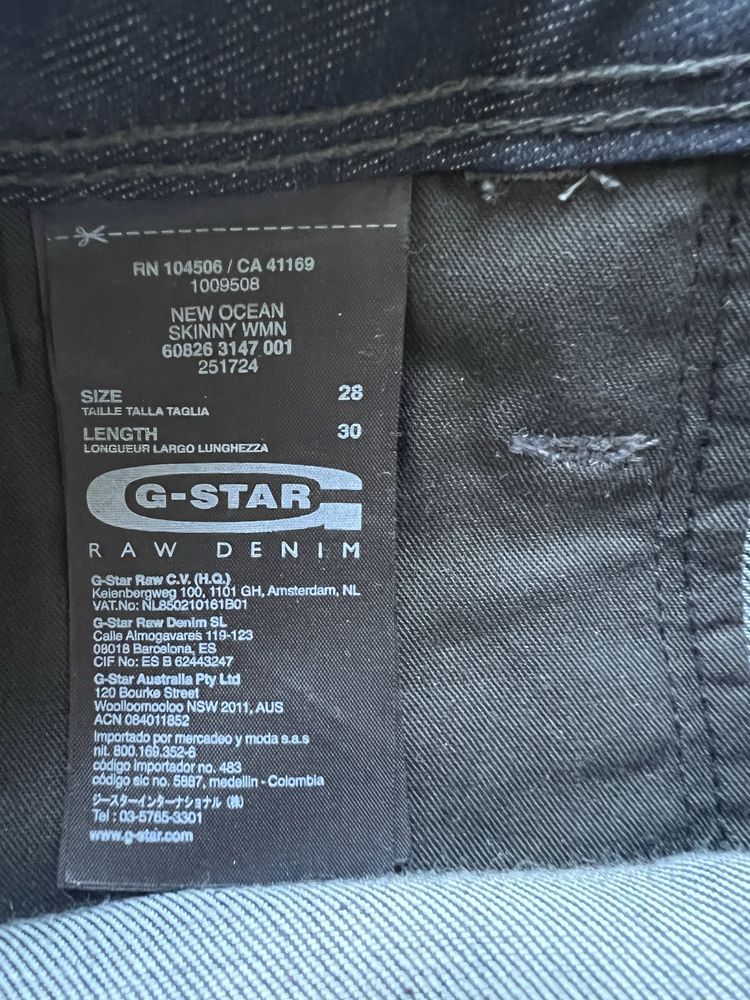 RN 104506 / CA 41169
1009508
NEW OCEAN
SKINNY WMN
60826 3147 001
251724
SIZE 28
TAILLE TALLA TAGLIA
LENGTH 30
LONGUEUR LARGO LUNGHEZZA
G-STAR
RAW DENIM
G-Star Raw C.V. (H.Q.)
Keienbergweg 100, 1101 GH, Amsterdam, NL
VAT.No: NL850210161B01
G-Star Raw Denim SL
Calle Almogavares 119-123
08018 Barcelona, ES
CIF No: ES B 62443247
G-Star Australia Pty Ltd
120 Bourke Street
Woolloomooloo NSW 2011, AUS
ACN 084011852
Importado por mercadeo y moda s.a.s
nit. 800.169.352-6
código importador no. 483
código sic no. 5887, medellin - Colombia
ジースターインターナショナル (株)
Tel : 03-5765-3301
www.g-star.com